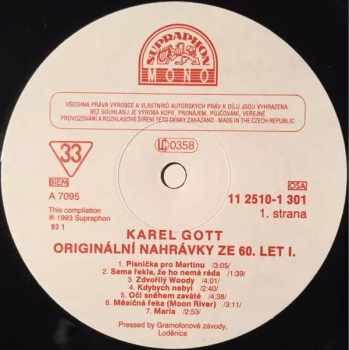 SUPRAPHON
MONO
VŠECHNA PRÁVA VÝROBCE A VLASTNÍKŮ AUTORSKÝCH PRÁV K DÍLU JSOU VYHRAZENA
BEZ SOUHLASU JE VÝROBA KOPIÍ, PRONÁJEM, PŮJČOVÁNÍ, VEŘEJNÉ
PROVOZOVÁNÍ A ROZHLASOVÉ ŠÍŘENÍ TÉTO DESKY ZAKÁZÁNO - MADE IN THE CZECH REPUBLIC
33
LC 0358
BIEM
OSA
A 7095
11 2510-1 301
This compilation
℗ 1993 Supraphon
93 1
1. strana
KAREL GOTT
ORIGINÁLNÍ NAHRÁVKY ZE 60. LET I.
1. Písnička pro Martinu /3:05/
2. Sama řekla, že ho nemá ráda /1:39/
3. Zdvořilý Woody /4:01/
4. Kdybych nebyl /2:40/
5. Oči sněhem zaváté /4:38/
6. Měsíčná řeka (Moon River) /3:11/
7. Maria /2:53/
Pressed by Gramofonové závody,
Loděnice